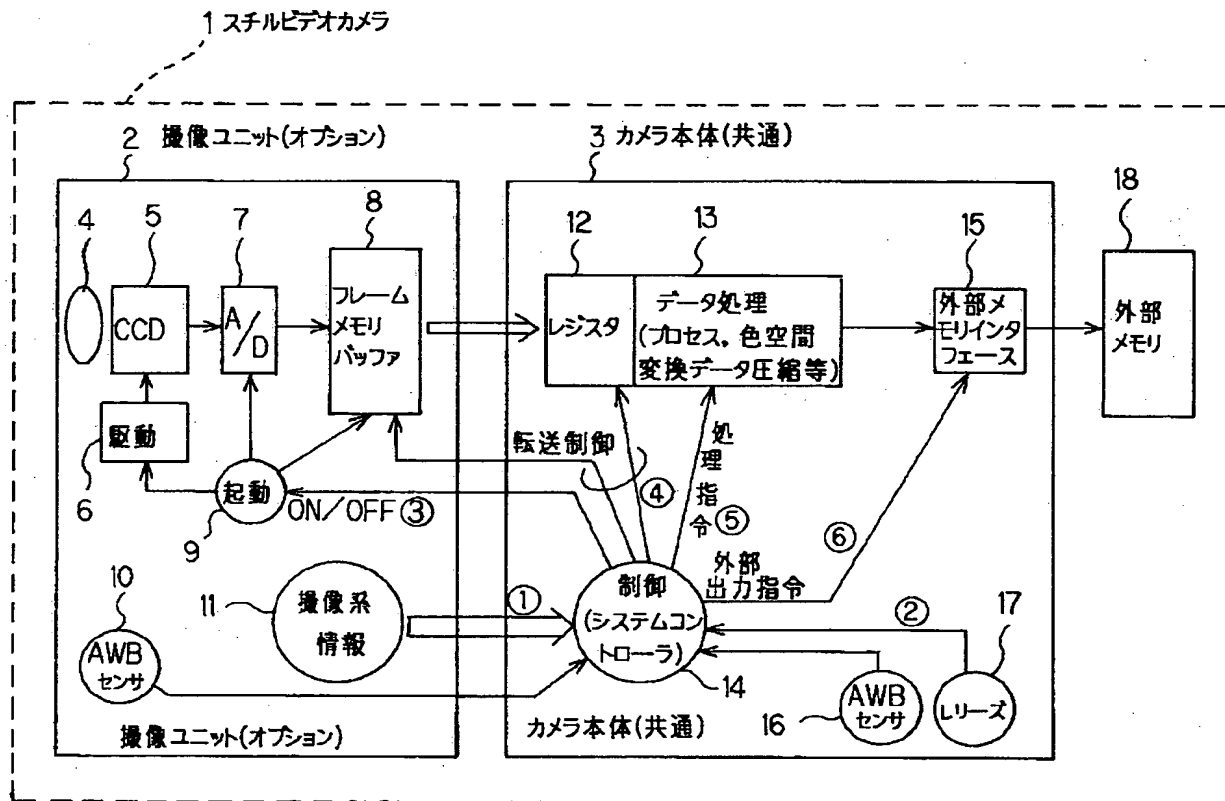 1 スチルビデオカメラ
2 撮像ユニット(オプション)
3 カメラ本体(共通)
4
5
7
8
12
13
15
18
CCD
A/D
フレーム
メモリ
バッファ
レジスタ
データ処理
(プロセス。色空間
変換データ圧縮等)
外部メ
モリインタ
フェース
外部
メモリ
駆動
6
起動
9
ON/OFF ③
転送制御
④
処
理
指
令
⑤
⑥
外部
出力指令
10
AWB
センサ
11
撮像系
情報
①
制御
(システムコン
トローラ)
14
②
17
16
AWB
センサ
レリーズ
撮像ユニット(オプション)
カメラ本体(共通)